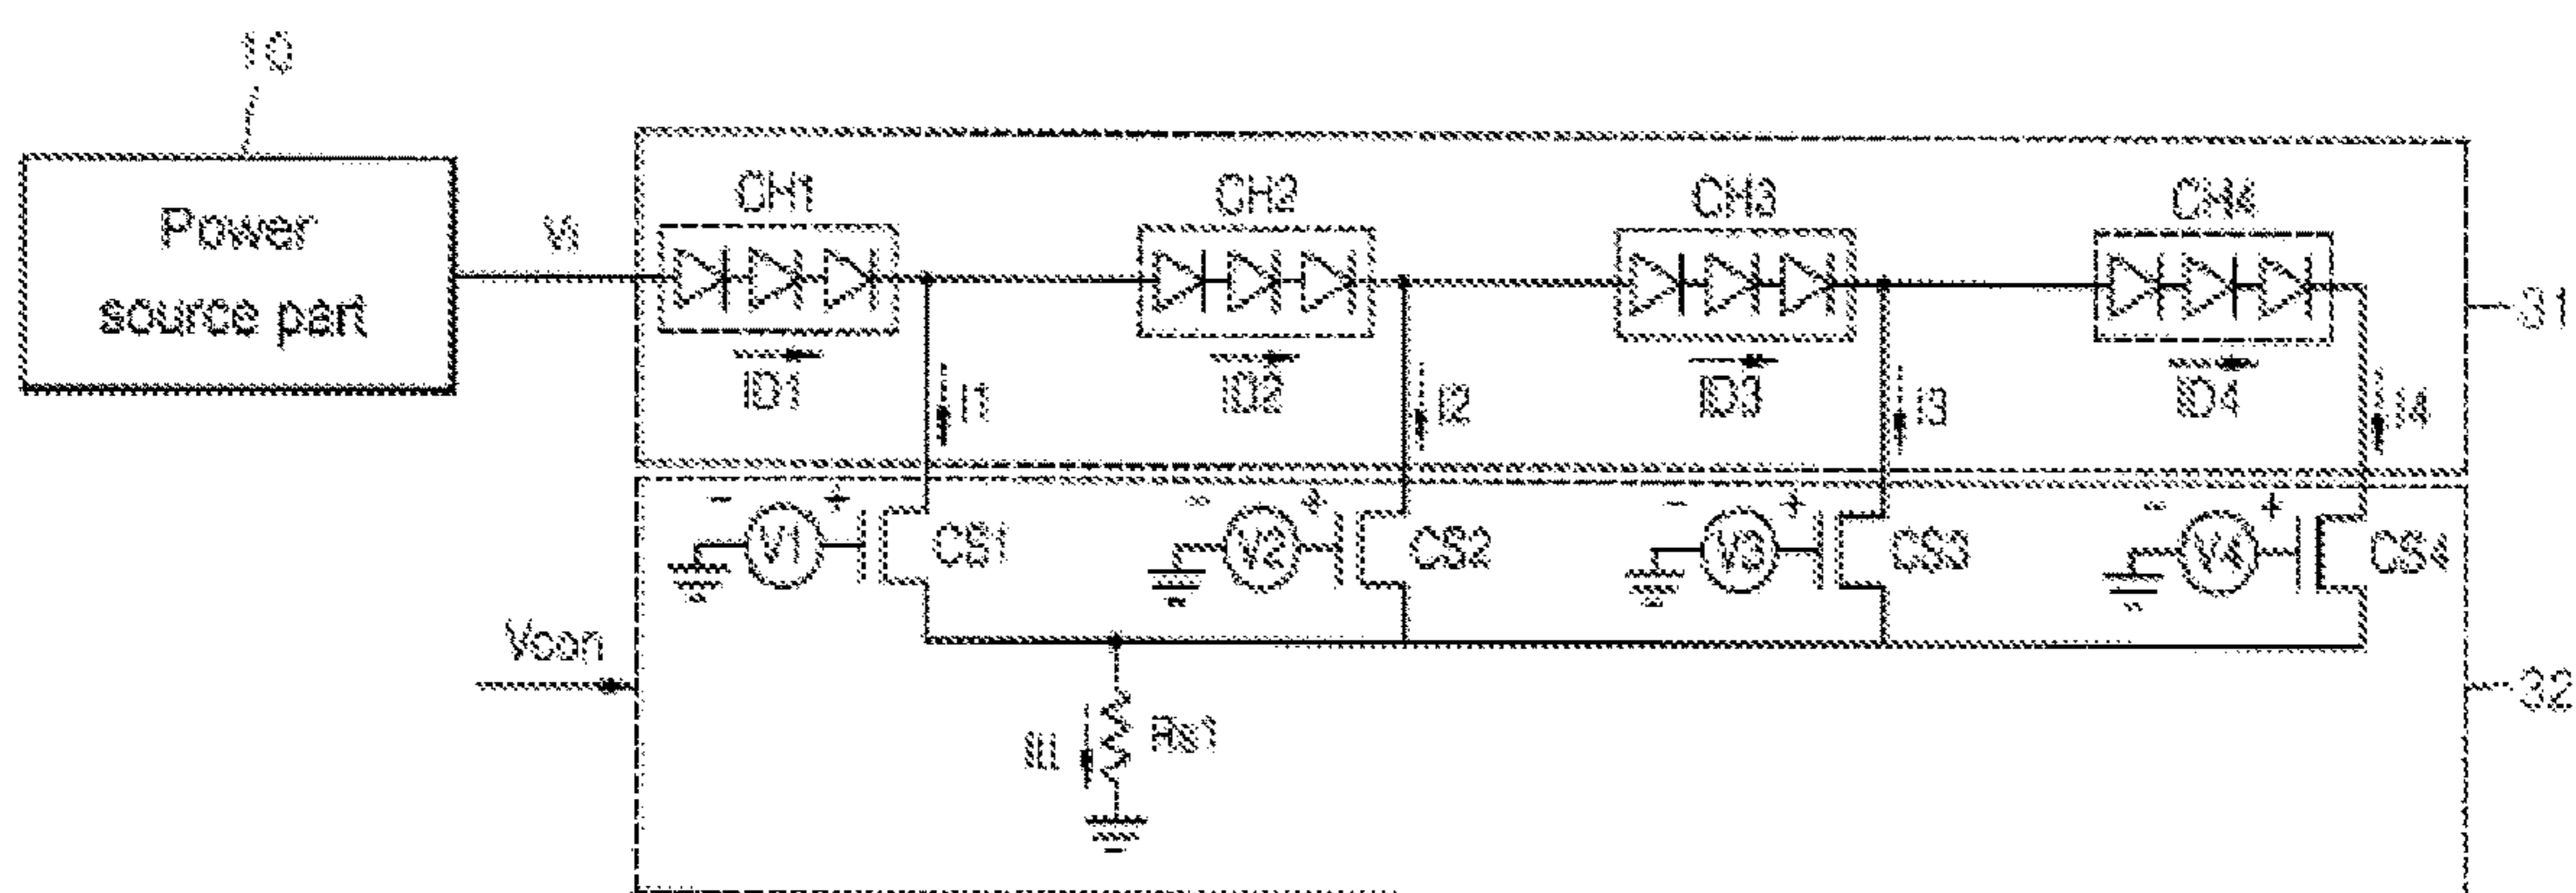 10
Power
source part
Vi
CH1
CH2
CH3
CH4
ID1
ID2
ID3
ID4
I1
I2
I3
I4
31
- V1 +
CS1
- V2 +
CS2
- V3 +
CS3
- V4 +
CS4
Vcon
Rs1
32